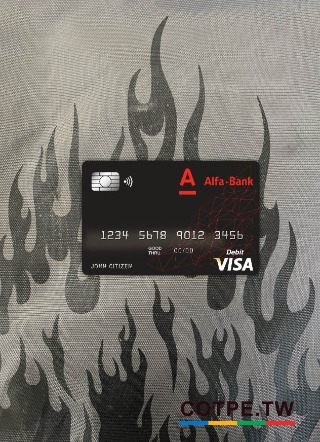 A Alfa-Bank
1234 5678 9012 3456
GOOD THRU 00/00
Debit
JOHN CITIZEN VISA
COTPE.TW